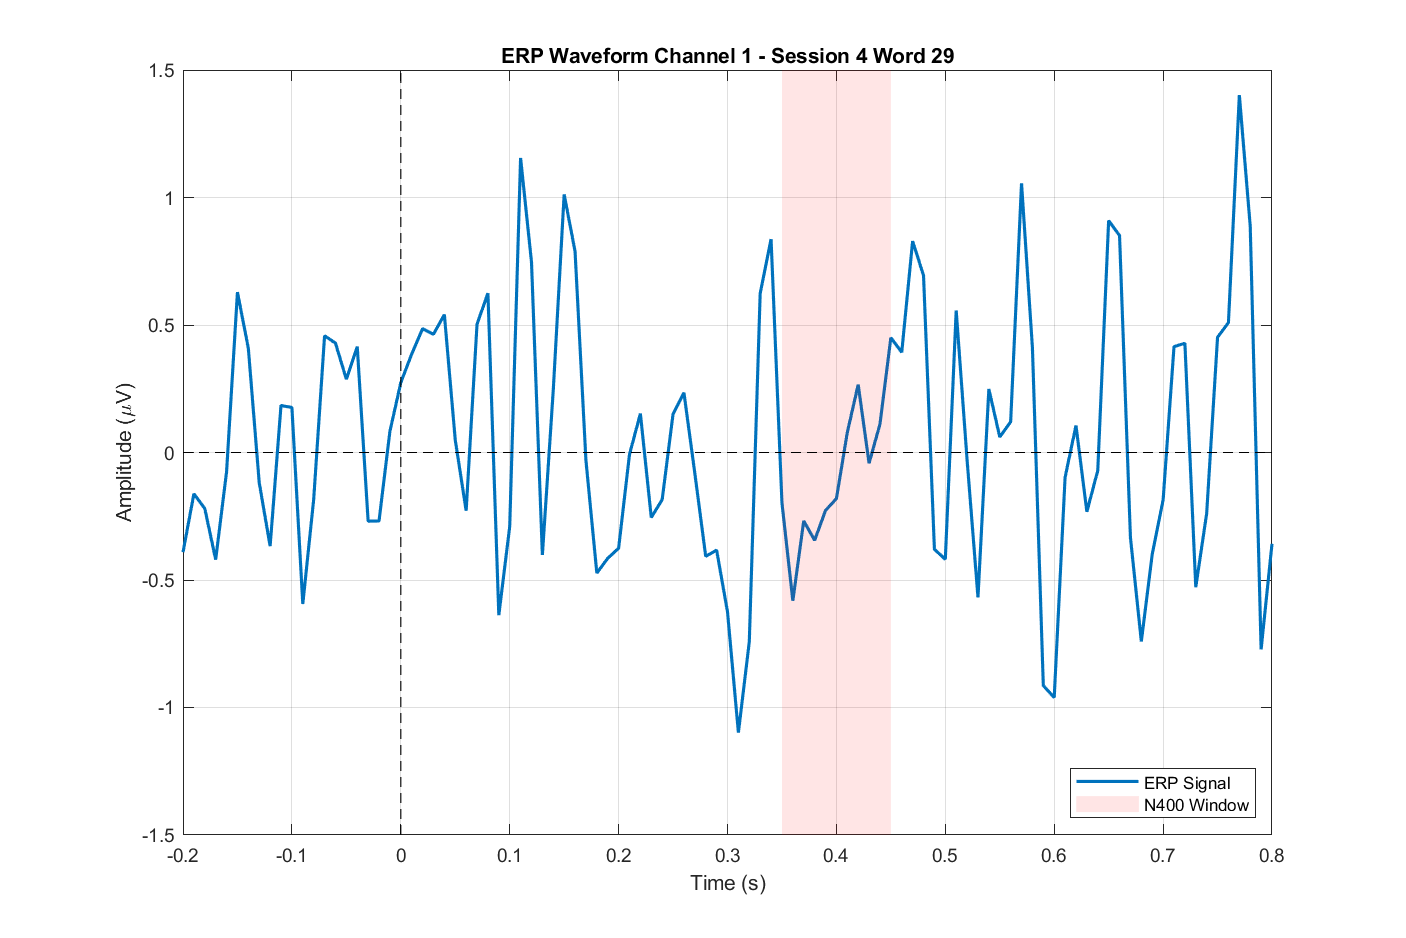 ERP Waveform Channel 1 - Session 4 Word 29
1.5
1
0.5
0
-0.5
-1
-1.5
Amplitude (μV)
-0.2 -0.1 0 0.1 0.2 0.3 0.4 0.5 0.6 0.7 0.8
Time (s)
ERP Signal
N400 Window